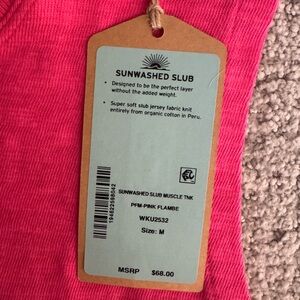 SUNWASHED SLUB
• Designed to be the perfect layer
without the added weight.
• Super soft slub jersey fabric knit
entirely from organic cotton in Peru.
SUNWASHED SLUB MUSCLE TNK
PFM-PINK FLAMBE
WKU2532
Size: M
MSRP $68.00